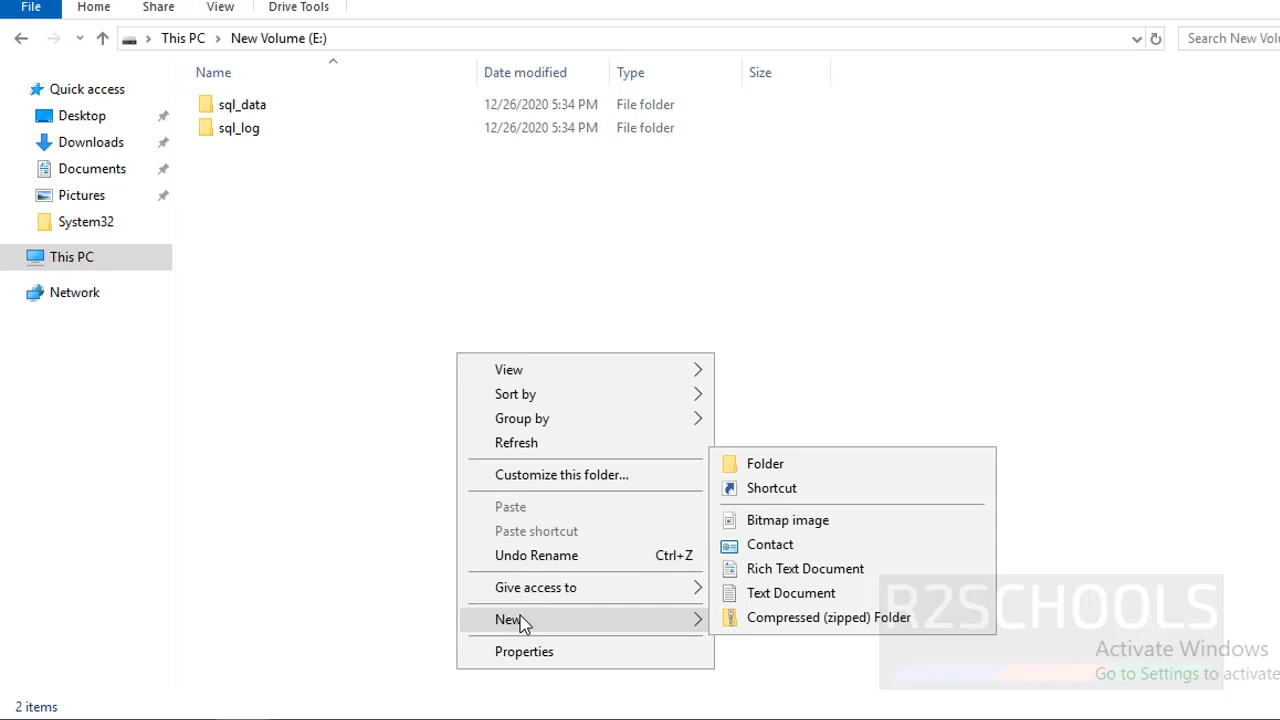 File Home Share View Drive Tools
This PC New Volume (E:) Search New Volu
Name Date modified Type Size
Quick access
Desktop
Downloads
Documents
Pictures
System32
This PC
Network
sql_data 12/26/2020 5:34 PM File folder
sql_log 12/26/2020 5:34 PM File folder
View
Sort by
Group by
Refresh
Customize this folder...
Paste
Paste shortcut
Undo Rename Ctrl+Z
Give access to
New
Properties
Folder
Shortcut
Bitmap image
Contact
Rich Text Document
Text Document
Compressed (zipped) Folder
R2SCHOOLS
Activate Windows
Go to Settings to activate
2 items